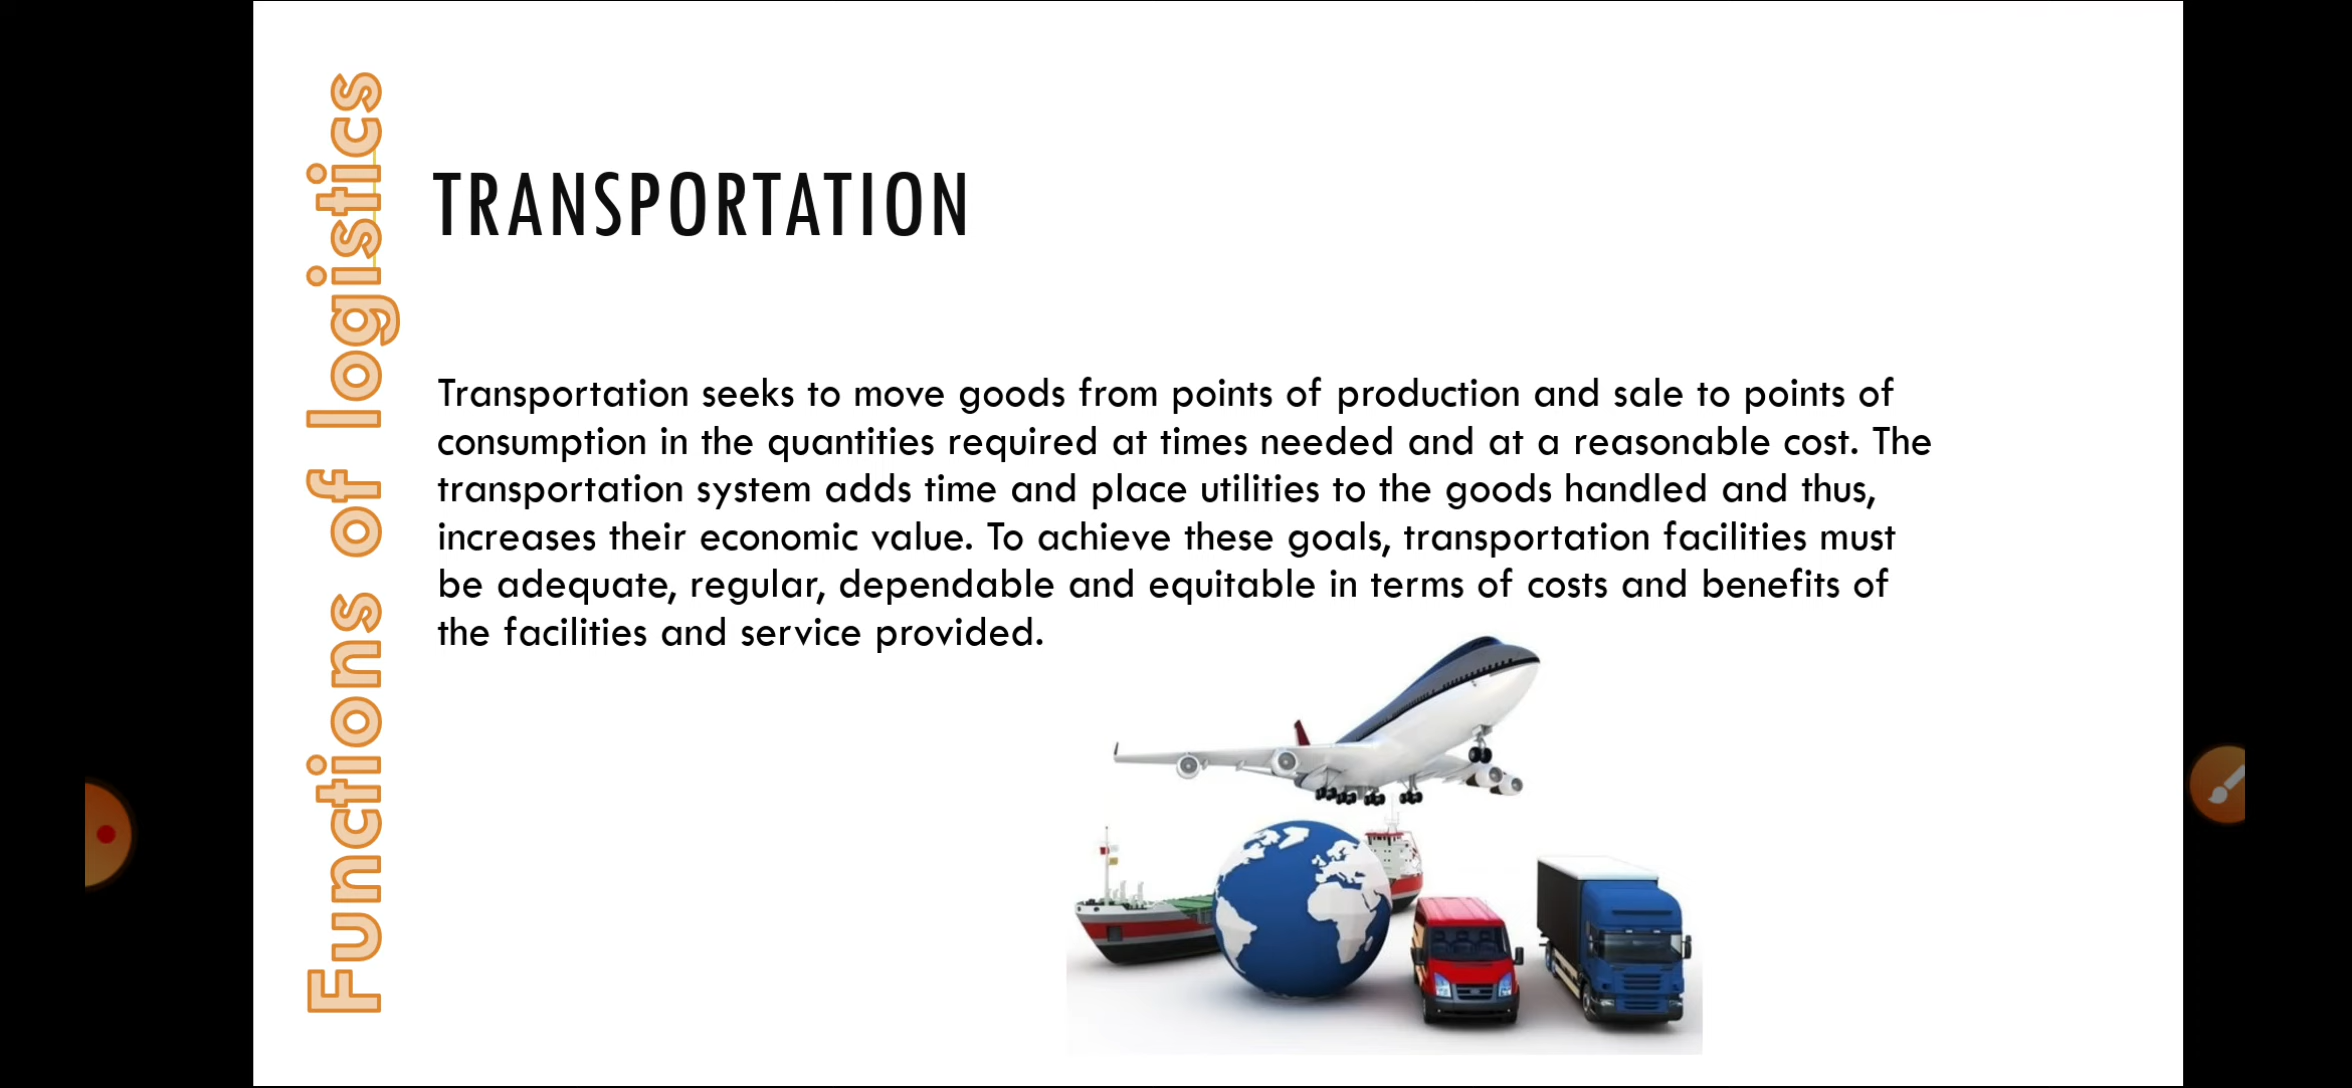 Functions of logistics
TRANSPORTATION
Transportation seeks to move goods from points of production and sale to points of
consumption in the quantities required at times needed and at a reasonable cost. The
transportation system adds time and place utilities to the goods handled and thus,
increases their economic value. To achieve these goals, transportation facilities must
be adequate, regular, dependable and equitable in terms of costs and benefits of
the facilities and service provided.